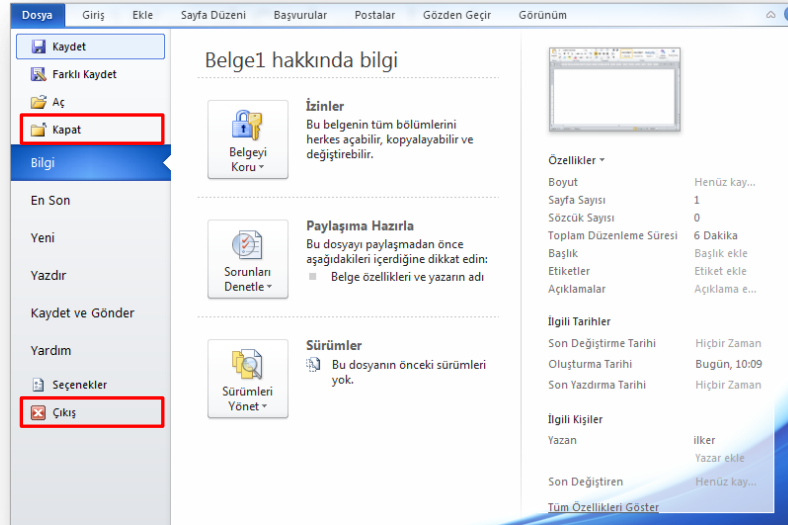 Dosya Giriş Ekle Sayfa Düzeni Başvurular Postalar Gözden Geçir Görünüm
Kaydet
Farklı Kaydet
Aç
Kapat
Bilgi
En Son
Yeni
Yazdır
Kaydet ve Gönder
Yardım
Seçenekler
Çıkış
Belge1 hakkında bilgi
Belgeyi
Koru
İzinler
Bu belgenin tüm bölümlerini
herkes açabilir, kopyalayabilir ve
değiştirebilir.
Sorunları
Denetle
Paylaşıma Hazırla
Bu dosyayı paylaşmadan önce
aşağıdakileri içerdiğine dikkat edin:
Belge özellikleri ve yazarın adı
Sürümleri
Yönet
Sürümler
Bu dosyanın önceki sürümleri
yok.
Özellikler
Boyut Henüz kay...
Sayfa Sayısı 1
Sözcük Sayısı 0
Toplam Düzenleme Süresi 6 Dakika
Başlık Başlık ekle
Etiketler Etiket ekle
Açıklamalar Açıklama e...
İlgili Tarihler
Son Değiştirme Tarihi Hiçbir Zaman
Oluşturma Tarihi Bugün, 10:09
Son Yazdırma Tarihi Hiçbir Zaman
İlgili Kişiler
Yazan ilker
Yazar ekle
Son Değiştiren Henüz kay...
Tüm Özellikleri Göster